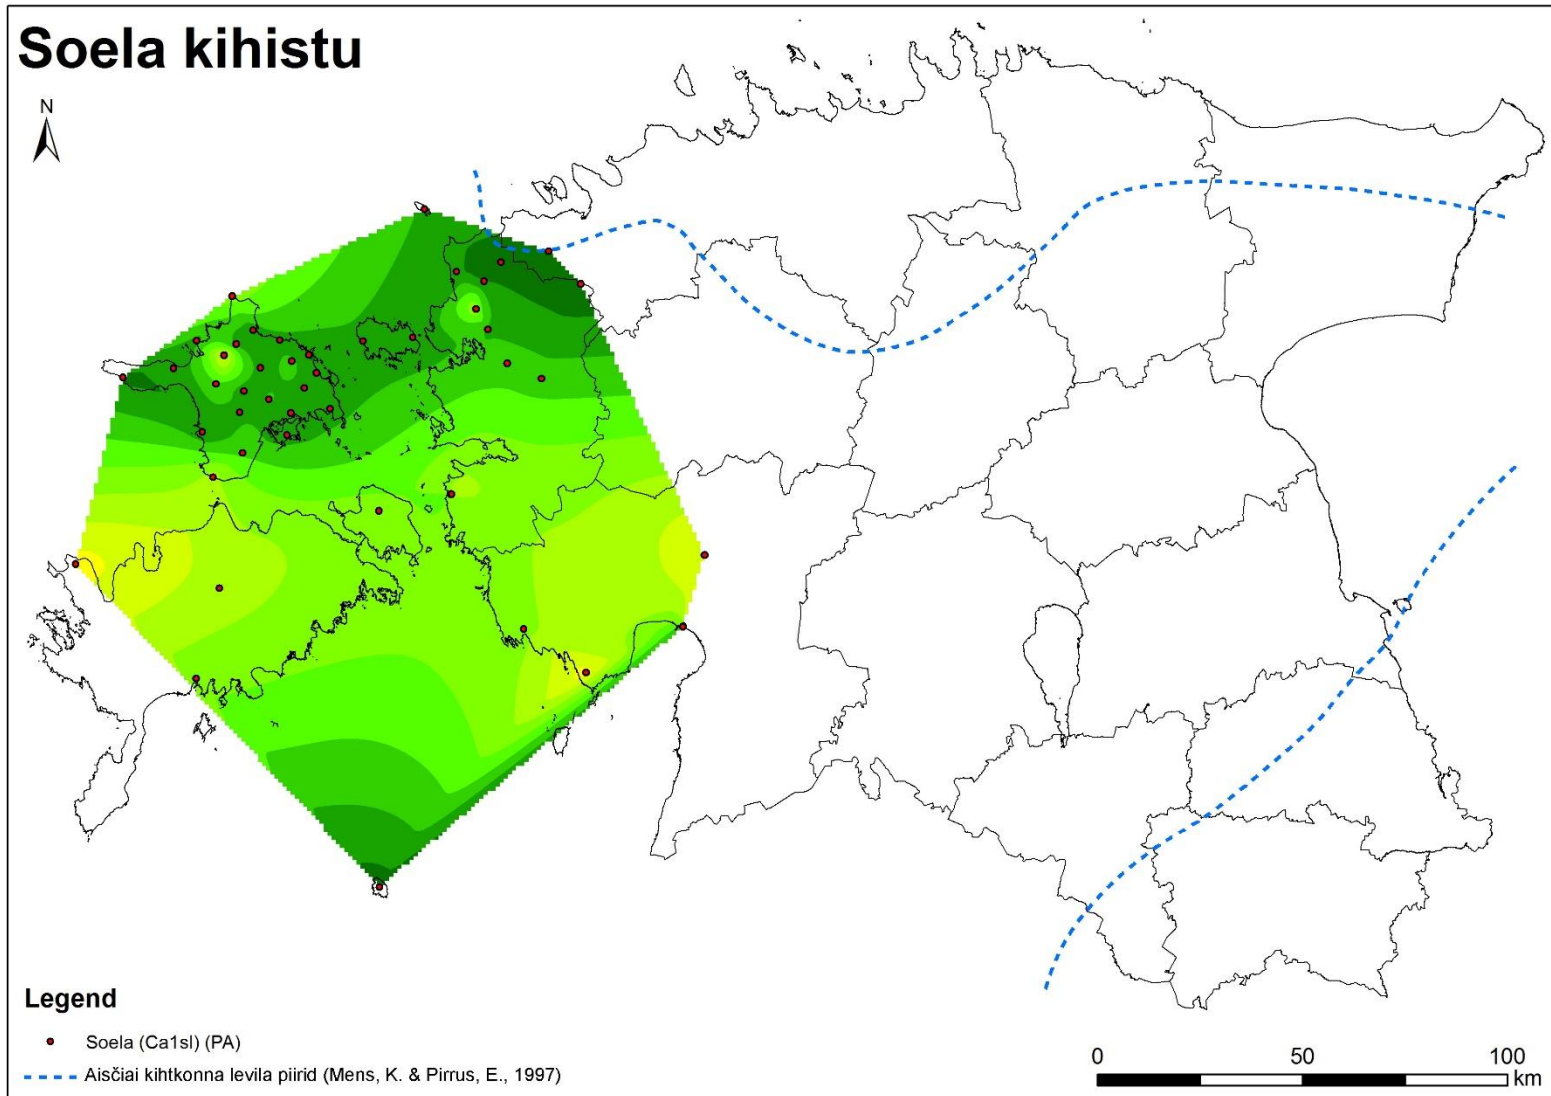 Soela kihistu
N
Legend
Soela (Ca1sl) (PA)
Aisčiai kihtkonna levila piirid (Mens, K. & Pirrus, E., 1997)
0 50 100
km